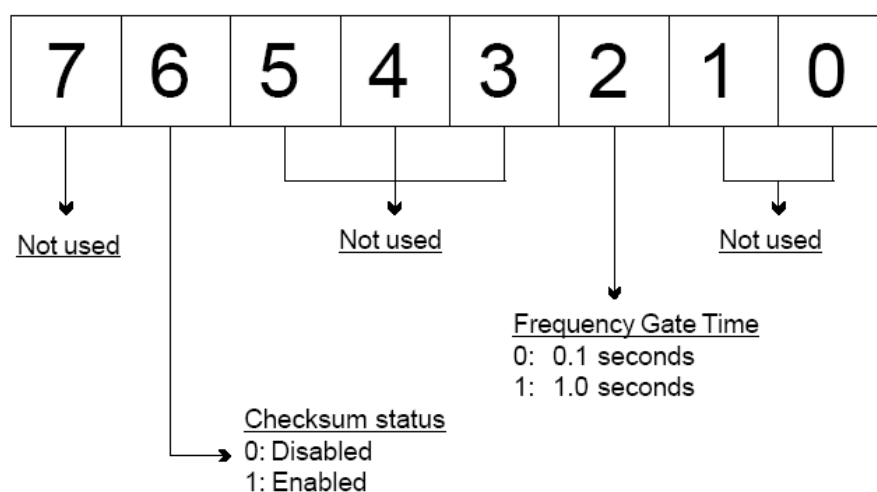 7 6 5 4 3 2 1 0
Not used
Not used
Not used
Frequency Gate Time
0: 0.1 seconds
1: 1.0 seconds
Checksum status
0: Disabled
1: Enabled